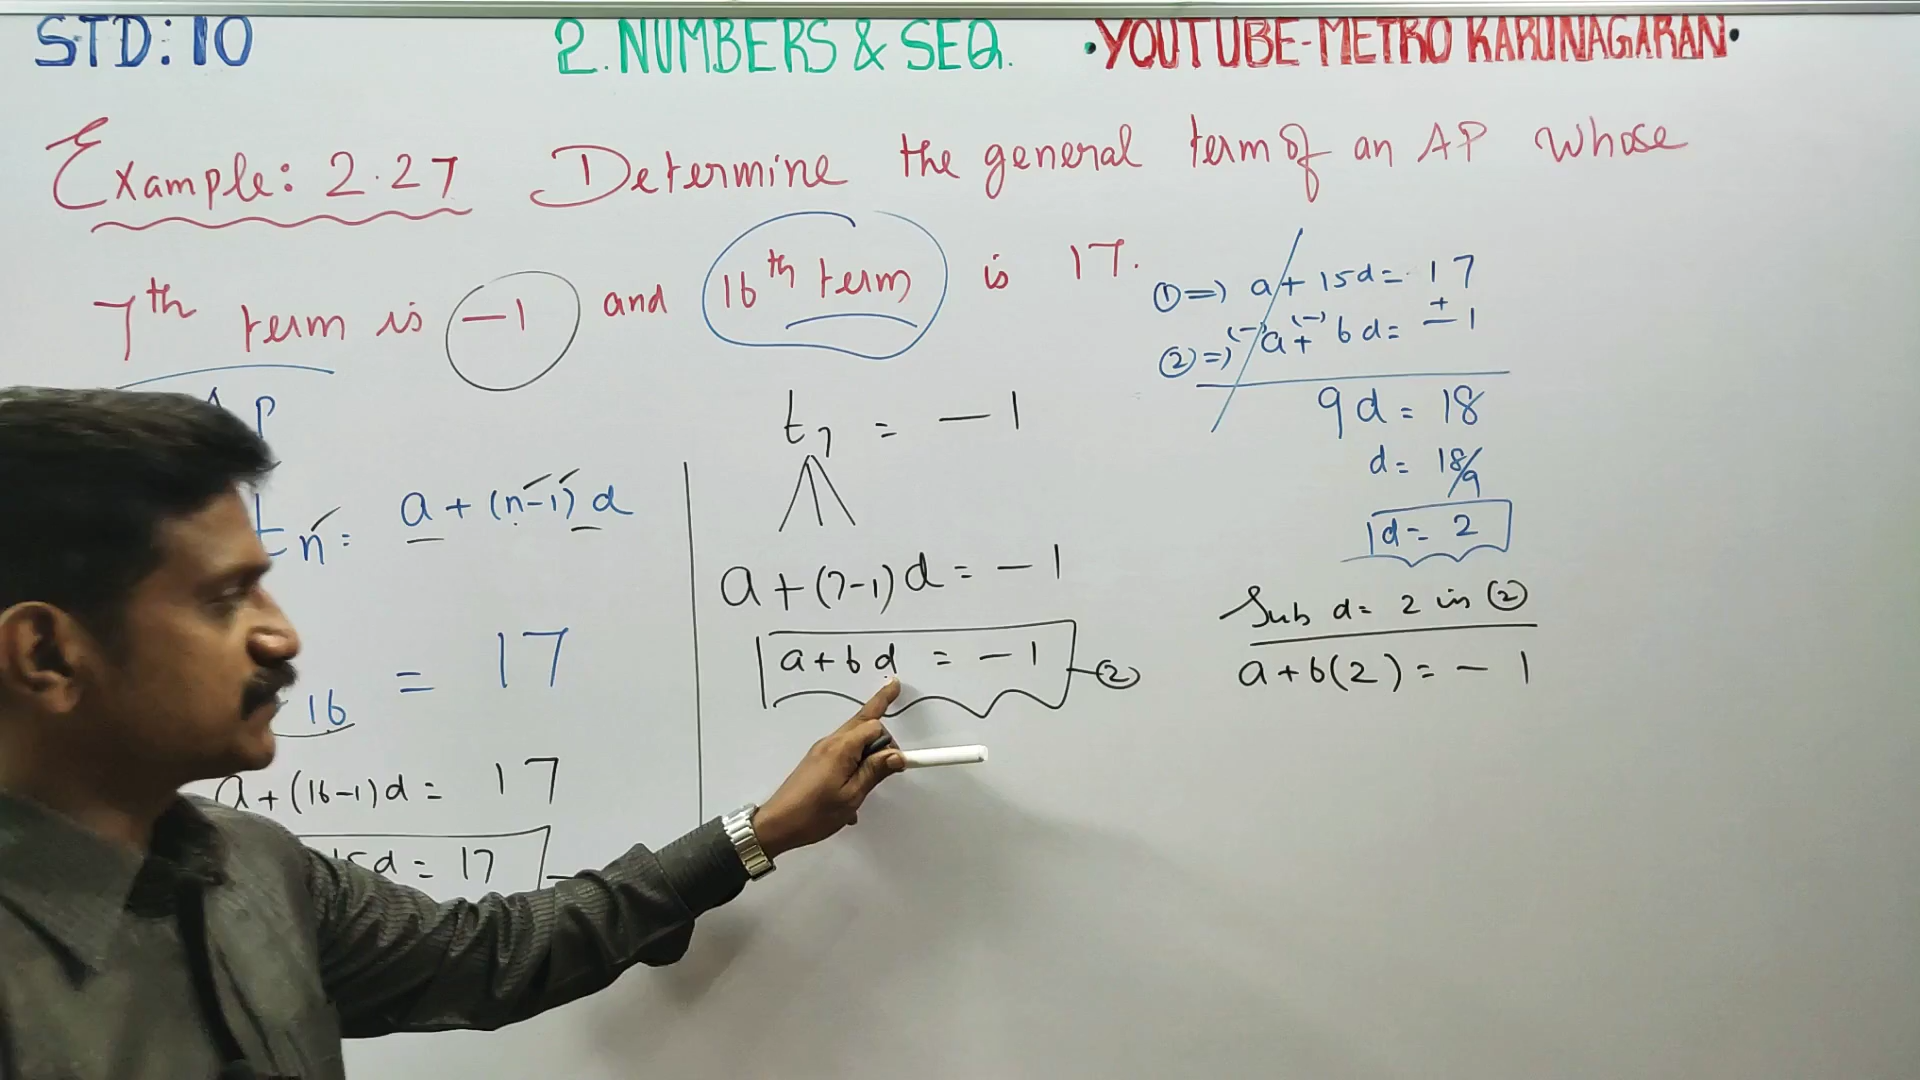 STD: 10
2. NUMBERS & SEQ.
• YOUTUBE-METRO KARUNAGARAN •
Example: 2.27 Determine the general term of an AP whose
7th term is -1 and 16th term is 17.
tn = a + (n-1) d
= 17
16
a + (16-1)d = 17
15d = 17
t7 = -1
a + (7-1)d = -1
a + 6d = -1 — ②
① => a + 15d = 17
② => (-) a + (-) 6d = + -1
9d = 18
d = 18/9
d = 2
Sub d = 2 in ②
a + 6(2) = -1